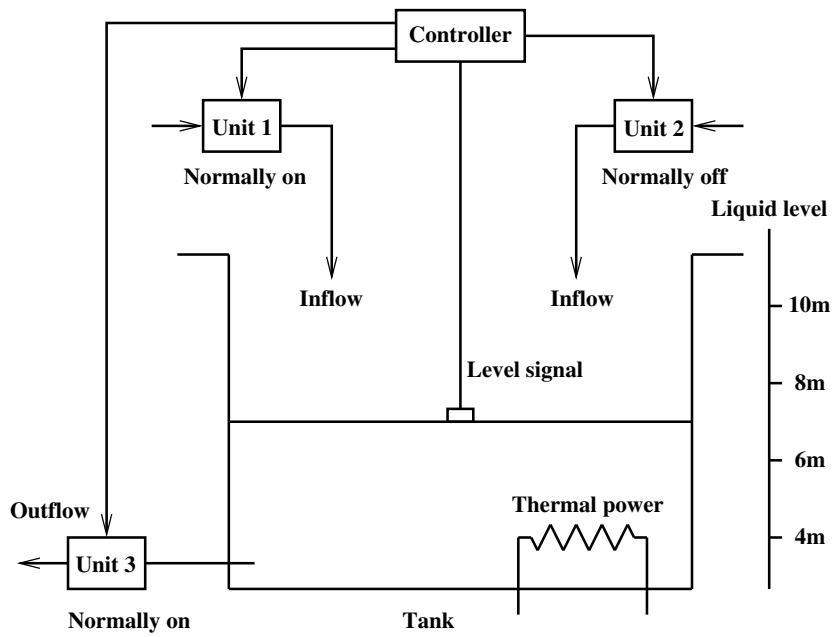 Controller
Unit 1
Unit 2
Normally on
Normally off
Liquid level
Inflow
Inflow
10m
Level signal
8m
6m
Thermal power
Outflow
4m
Unit 3
Normally on
Tank